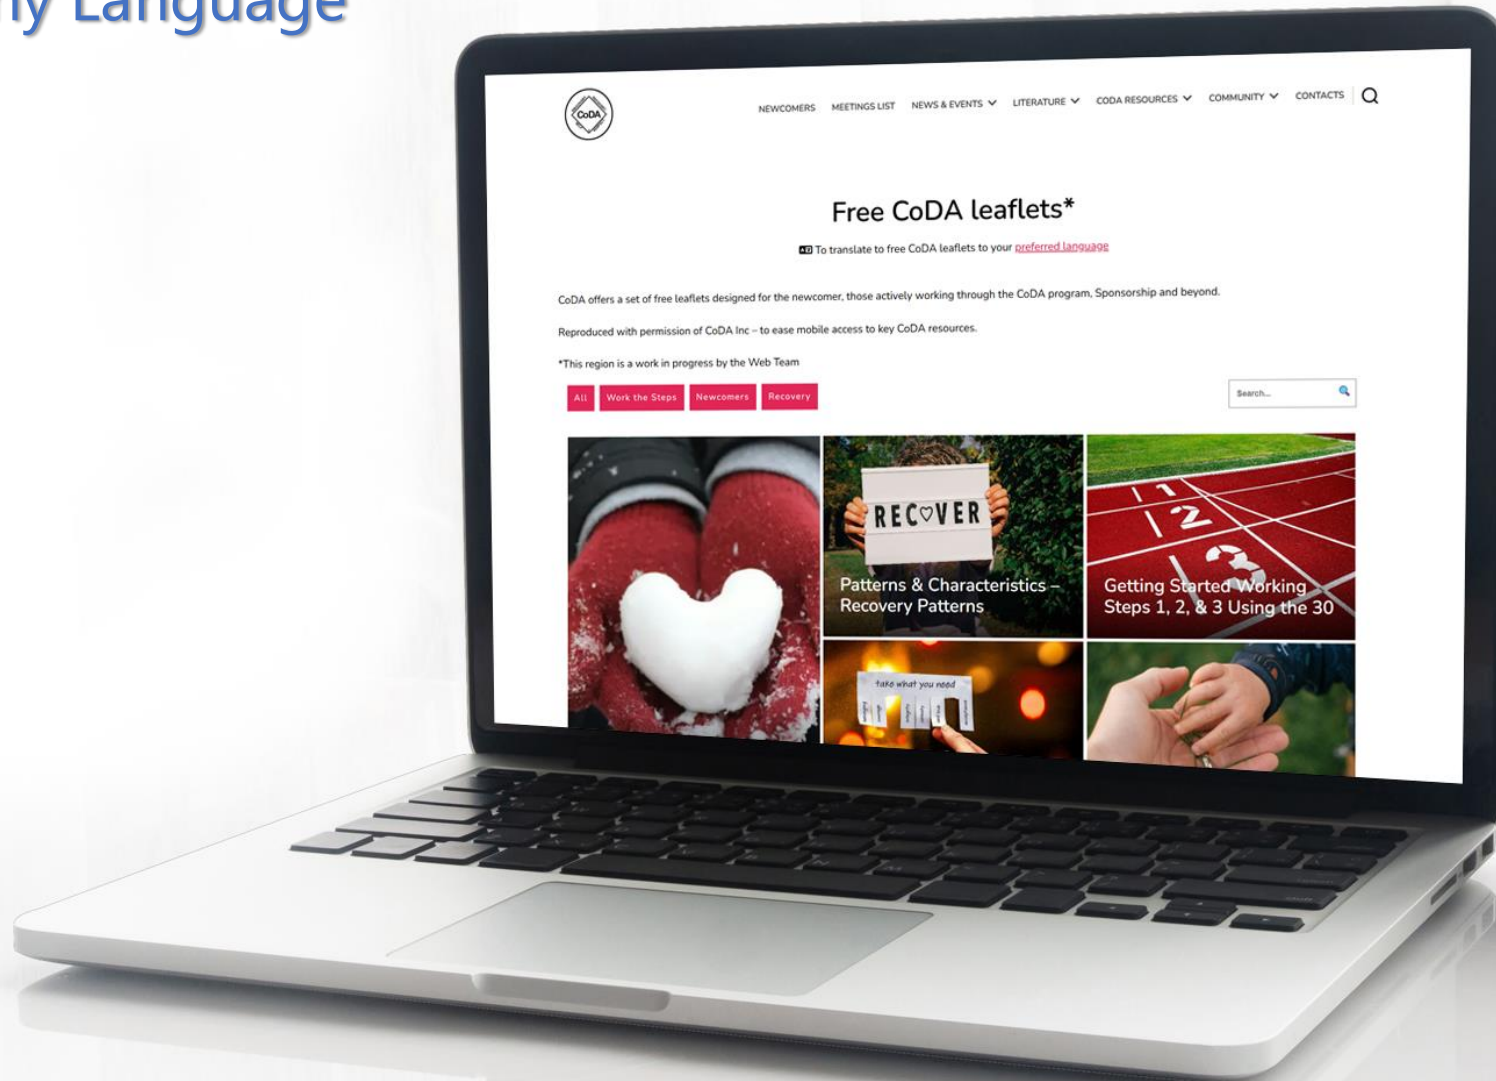 ny Language
CoDA
NEWCOMERS MEETINGS LIST NEWS & EVENTS LITERATURE CODA RESOURCES COMMUNITY CONTACTS
Free CoDA leaflets*
To translate to free CoDA leaflets to your preferred language
CoDA offers a set of free leaflets designed for the newcomer, those actively working through the CoDA program, Sponsorship and beyond.
Reproduced with permission of CoDA Inc – to ease mobile access to key CoDA resources.
*This region is a work in progress by the Web Team
All Work the Steps Newcomers Recovery
Search...
RECOVER
Patterns & Characteristics –
Recovery Patterns
1
2
3
Getting Started Working
Steps 1, 2, & 3 Using the 30
take what you need